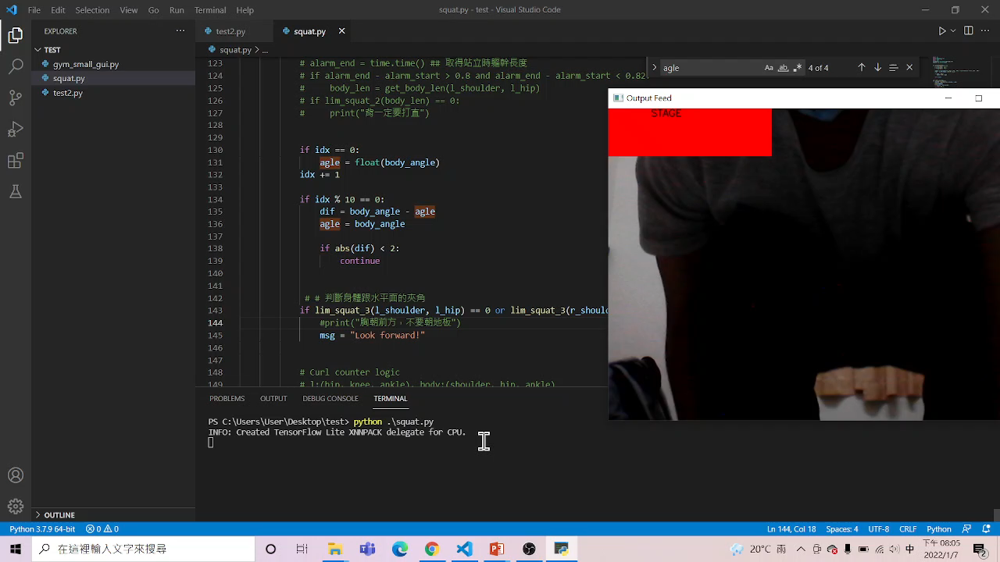 File Edit Selection View Go Run Terminal Help
squat.py - test - Visual Studio Code
EXPLORER
TEST
gym_small_gui.py
squat.py
test2.py
OUTLINE
test2.py
squat.py
squat.py > ...
agle
Aa ab
4 of 4
123 # alarm_end = time.time() ## 取得站立時軀幹長度
124 # if alarm_end - alarm_start > 0.8 and alarm_end - alarm_start < 0.82
125 # body_len = get_body_len(l_shoulder, l_hip)
126 # if lim_squat_2(body_len) == 0:
127 # print("背一定要打直")
128
129
130 if idx == 0:
131 agle = float(body_angle)
132 idx += 1
133
134 if idx % 10 == 0:
135 dif = body_angle - agle
136 agle = body_angle
137
138 if abs(dif) < 2:
139 continue
140
141
142 # # 判斷身體跟水平面的夾角
143 if lim_squat_3(l_shoulder, l_hip) == 0 or lim_squat_3(r_shoul
144 #print("胸朝前方，不要朝地板")
145 msg = "Look forward!"
146
147
148 # Curl counter logic
149 # l:(hip, knee, ankle), body:(shoulder, hip, ankle)
Output Feed
STAGE
PROBLEMS OUTPUT DEBUG CONSOLE TERMINAL
PS C:\Users\User\Desktop\test> python .\squat.py
INFO: Created TensorFlow Lite XNNPACK delegate for CPU.
Python 3.7.9 64-bit 0 0
Ln 144, Col 18 Spaces: 4 UTF-8 CRLF Python
在這裡輸入文字來搜尋
20°C 雨 中
下午 08:05
2022/1/7
2